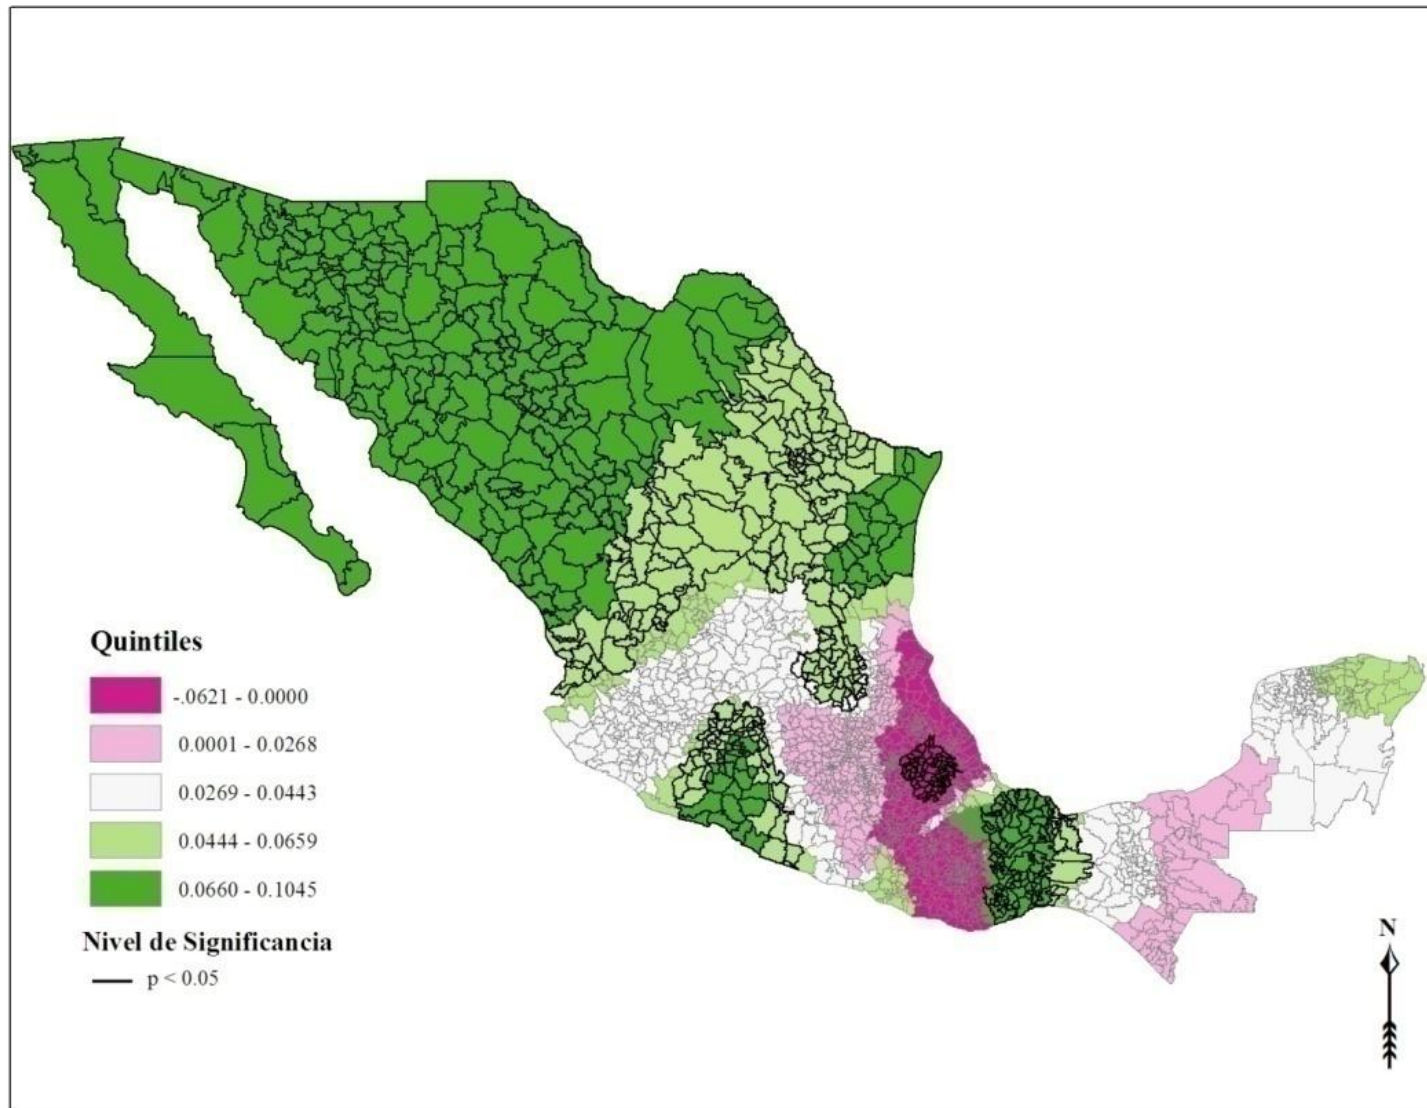 Quintiles
-.0621 - 0.0000
0.0001 - 0.0268
0.0269 - 0.0443
0.0444 - 0.0659
0.0660 - 0.1045
Nivel de Significancia
p < 0.05
N